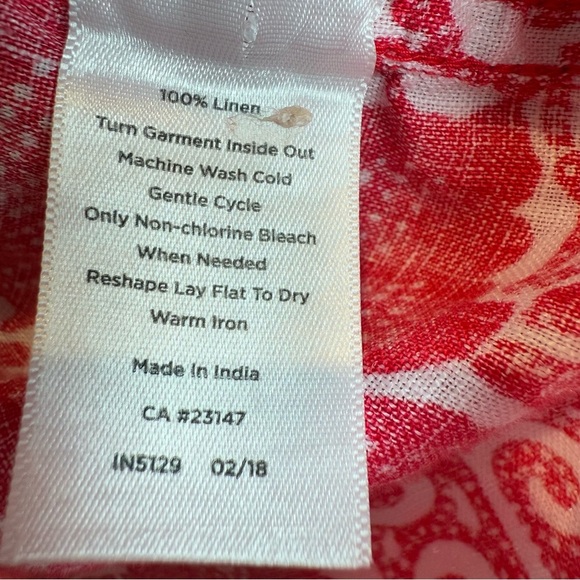 100% Linen
Turn Garment Inside Out
Machine Wash Cold
Gentle Cycle
Only Non-chlorine Bleach
When Needed
Reshape Lay Flat To Dry
Warm Iron
Made In India
CA #23147
IN5129 02/18